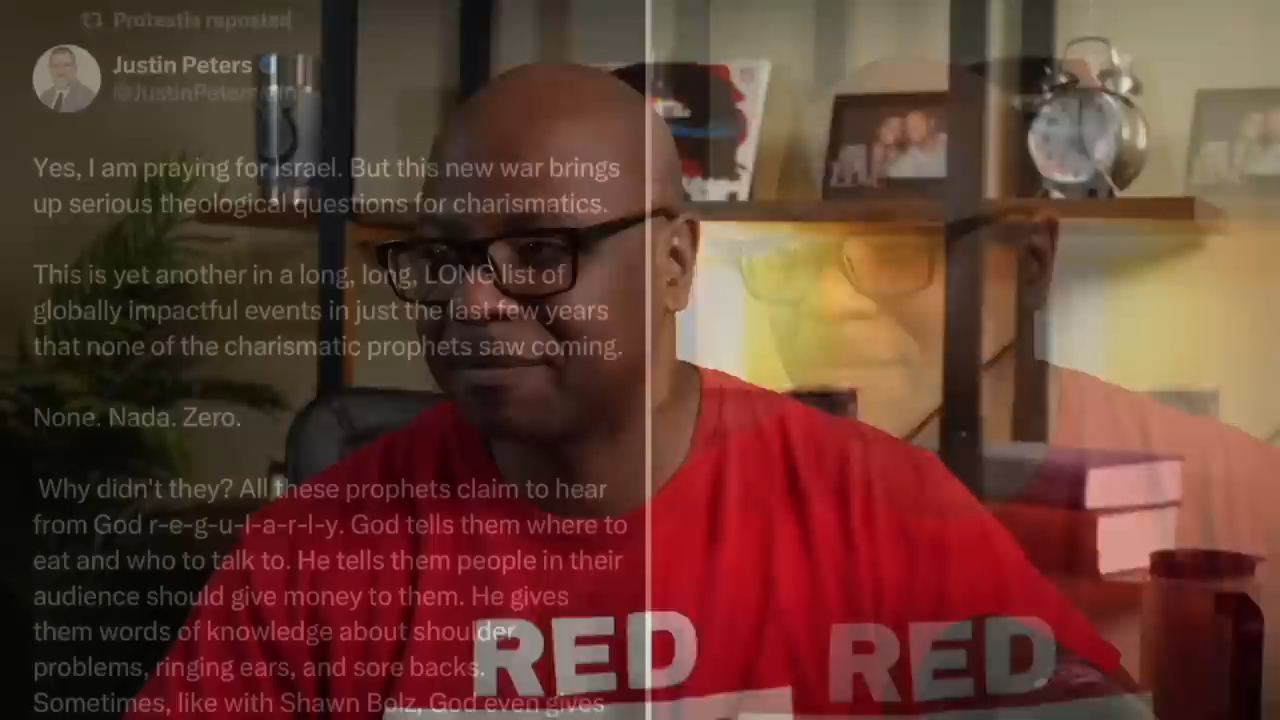 Protestia reposted
Justin Peters
Yes, I am praying for Israel. But this new war brings
up serious theological questions for charismatics.
This is yet another in a long, long, LONG list of
globally impactful events in just the last few years
that none of the charismatic prophets saw coming.
None. Nada. Zero.
Why didn't they? All these prophets claim to hear
from God r-e-g-u-l-a-r-l-y. God tells them where to
eat and who to talk to. He tells them people in their
audience should give money to them. He gives
them words of knowledge about shoulder
problems, ringing ears, and sore backs.
Sometimes, like with Shawn Bolz, God even gives
RED
RED